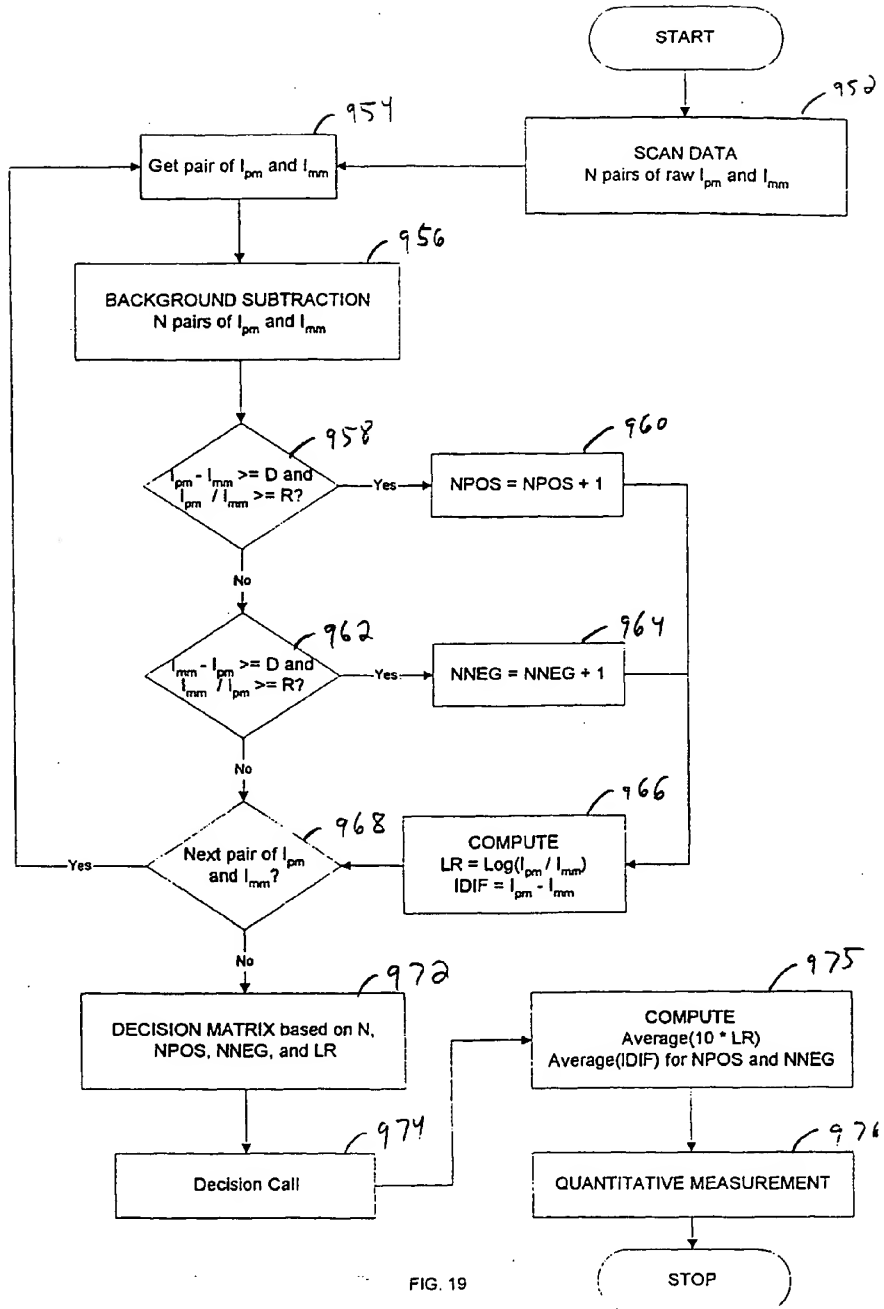 START
952
SCAN DATA
N pairs of raw Ipm and Imm
954
Get pair of Ipm and Imm
956
BACKGROUND SUBTRACTION
N pairs of Ipm and Imm
958
Ipm - Imm >= D and
Ipm / Imm >= R?
Yes
960
NPOS = NPOS + 1
No
962
Imm - Ipm >= D and
Imm / Ipm >= R?
Yes
964
NNEG = NNEG + 1
No
966
COMPUTE
LR = Log(Ipm / Imm)
IDIF = Ipm - Imm
968
Next pair of Ipm
and Imm?
Yes
No
972
DECISION MATRIX based on N,
NPOS, NNEG, and LR
974
Decision Call
975
COMPUTE
Average(10 * LR)
Average(IDIF) for NPOS and NNEG
976
QUANTITATIVE MEASUREMENT
STOP
FIG. 19